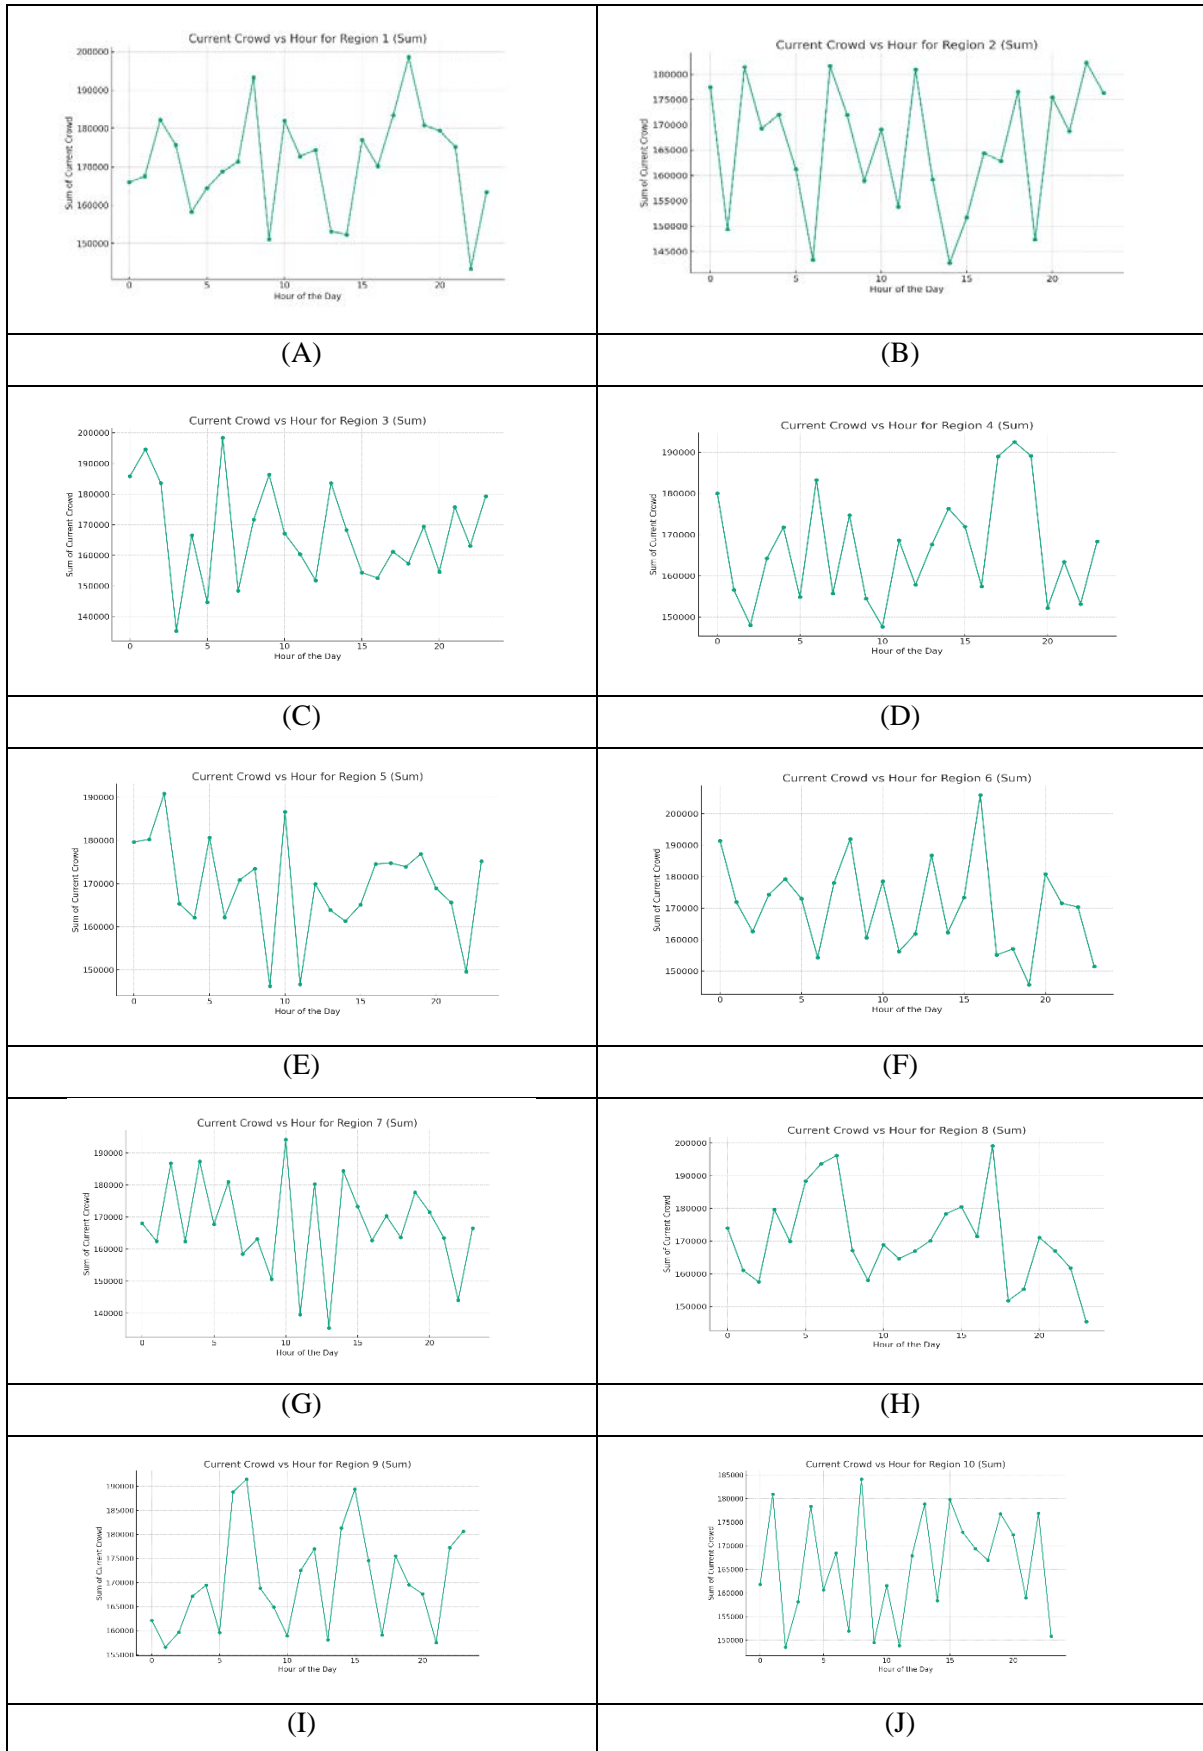 Current Crowd vs Hour for Region 1 (Sum)
Sum of Current Crowd
200000
190000
180000
170000
160000
150000
0 5 10 15 20
Hour of the Day
(A)
Current Crowd vs Hour for Region 2 (Sum)
Sum of Current Crowd
180000
175000
170000
165000
160000
155000
150000
145000
0 5 10 15 20
Hour of the Day
(B)
Current Crowd vs Hour for Region 3 (Sum)
Sum of Current Crowd
200000
190000
180000
170000
160000
150000
140000
0 5 10 15 20
Hour of the Day
(C)
Current Crowd vs Hour for Region 4 (Sum)
Sum of Current Crowd
190000
180000
170000
160000
150000
0 5 10 15 20
Hour of the Day
(D)
Current Crowd vs Hour for Region 5 (Sum)
Sum of Current Crowd
190000
180000
170000
160000
150000
0 5 10 15 20
Hour of the Day
(E)
Current Crowd vs Hour for Region 6 (Sum)
Sum of Current Crowd
200000
190000
180000
170000
160000
150000
0 5 10 15 20
Hour of the Day
(F)
Current Crowd vs Hour for Region 7 (Sum)
Sum of Current Crowd
190000
180000
170000
160000
150000
140000
0 5 10 15 20
Hour of the Day
(G)
Current Crowd vs Hour for Region 8 (Sum)
Sum of Current Crowd
200000
190000
180000
170000
160000
150000
0 5 10 15 20
Hour of the Day
(H)
Current Crowd vs Hour for Region 9 (Sum)
Sum of Current Crowd
190000
185000
180000
175000
170000
165000
160000
155000
0 5 10 15 20
Hour of the Day
(I)
Current Crowd vs Hour for Region 10 (Sum)
Sum of Current Crowd
185000
180000
175000
170000
165000
160000
155000
150000
0 5 10 15 20
Hour of the Day
(J)